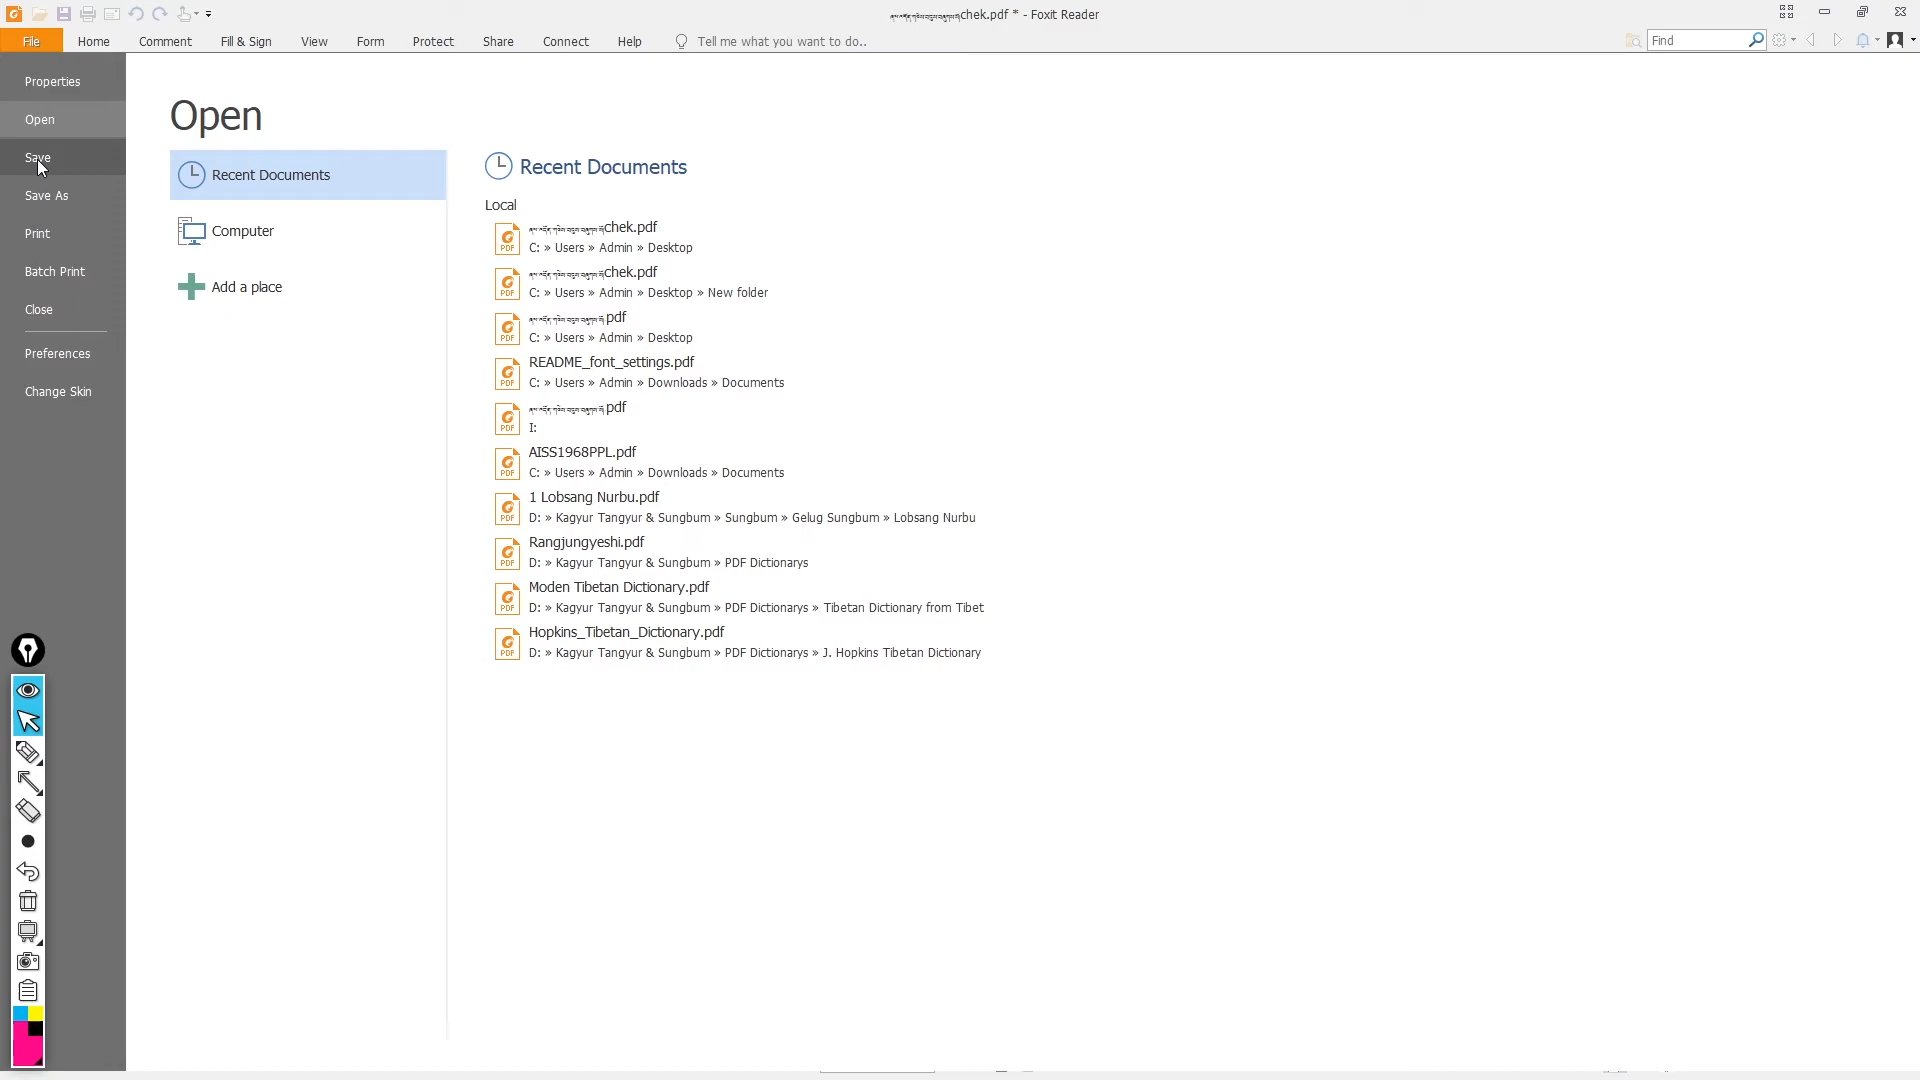 chek.pdf * - Foxit Reader
File Home Comment Fill & Sign View Form Protect Share Connect Help Tell me what you want to do.. Find
Properties
Open
Save
Save As
Print
Batch Print
Close
Preferences
Change Skin
Open
Recent Documents
Computer
Add a place
Recent Documents
Local
chek.pdf
C: » Users » Admin » Desktop
chek.pdf
C: » Users » Admin » Desktop » New folder
pdf
C: » Users » Admin » Desktop
README_font_settings.pdf
C: » Users » Admin » Downloads » Documents
pdf
I:
AISS1968PPL.pdf
C: » Users » Admin » Downloads » Documents
1 Lobsang Nurbu.pdf
D: » Kagyur Tangyur & Sungbum » Sungbum » Gelug Sungbum » Lobsang Nurbu
Rangjungyeshi.pdf
D: » Kagyur Tangyur & Sungbum » PDF Dictionarys
Moden Tibetan Dictionary.pdf
D: » Kagyur Tangyur & Sungbum » PDF Dictionarys » Tibetan Dictionary from Tibet
Hopkins_Tibetan_Dictionary.pdf
D: » Kagyur Tangyur & Sungbum » PDF Dictionarys » J. Hopkins Tibetan Dictionary